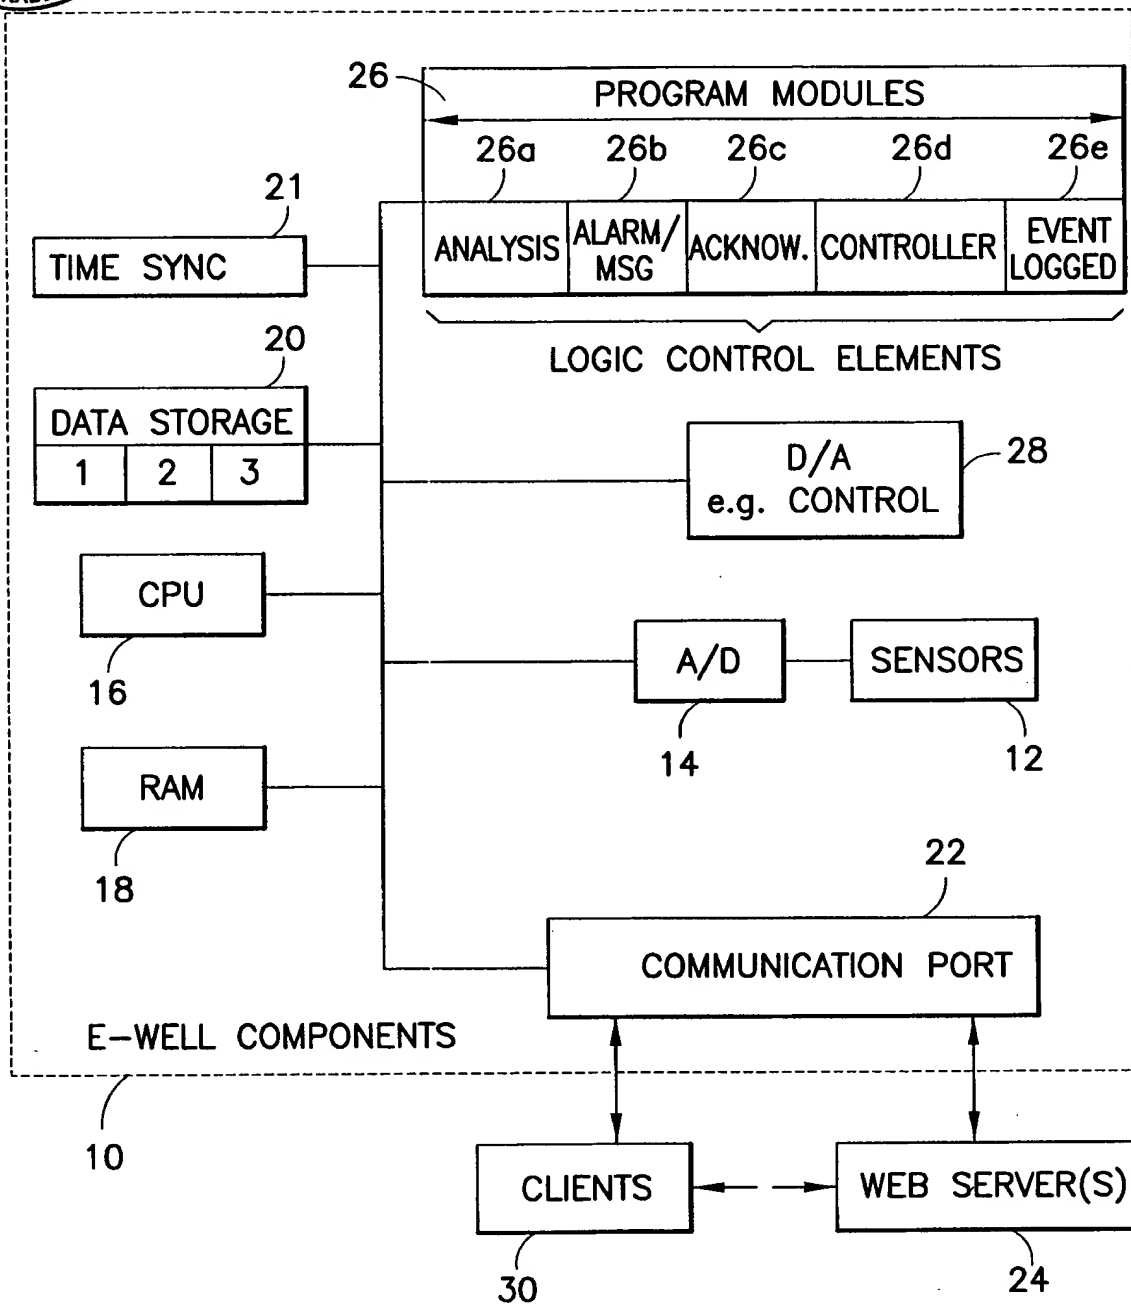 26
PROGRAM MODULES
26a 26b 26c 26d 26e
21
TIME SYNC
ANALYSIS
ALARM/
MSG
ACKNOW.
CONTROLLER
EVENT
LOGGED
LOGIC CONTROL ELEMENTS
20
DATA STORAGE
1 2 3
D/A
e.g. CONTROL
28
CPU
16
A/D
14
SENSORS
12
RAM
18
22
COMMUNICATION PORT
E-WELL COMPONENTS
10
CLIENTS
30
WEB SERVER(S)
24